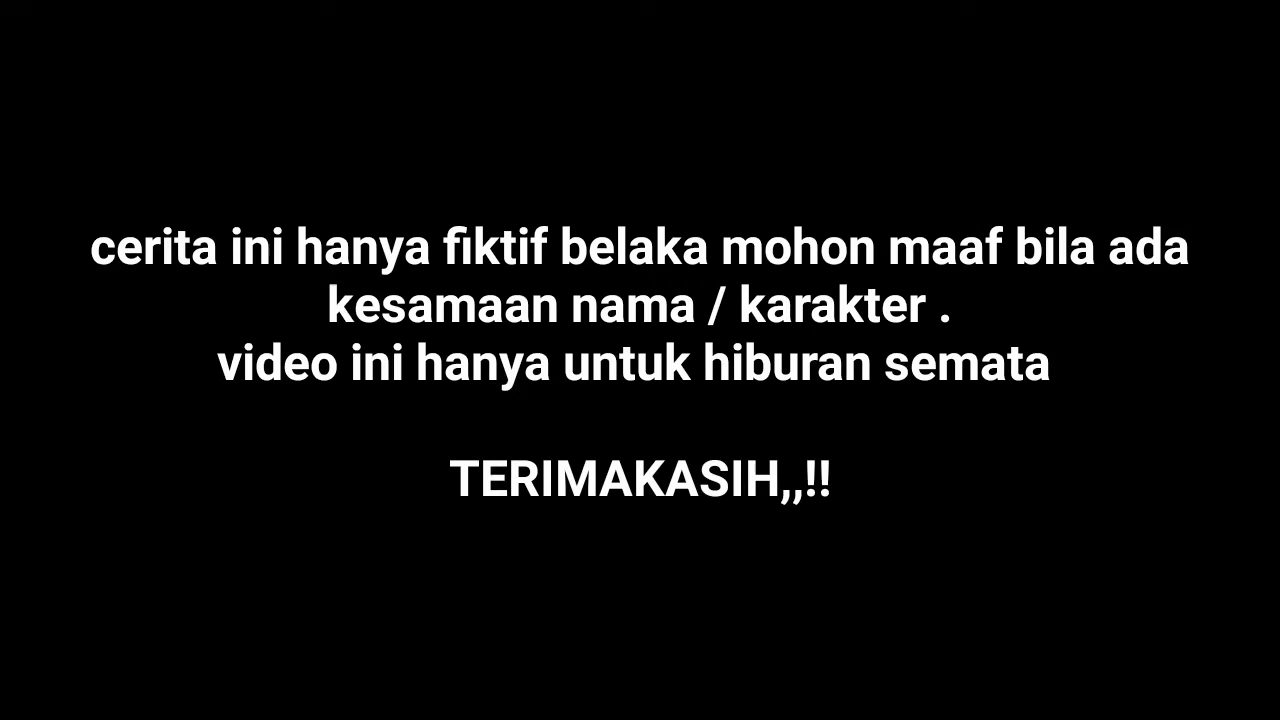 cerita ini hanya fiktif belaka mohon maaf bila ada
kesamaan nama / karakter .
video ini hanya untuk hiburan semata
TERIMAKASIH,,!!